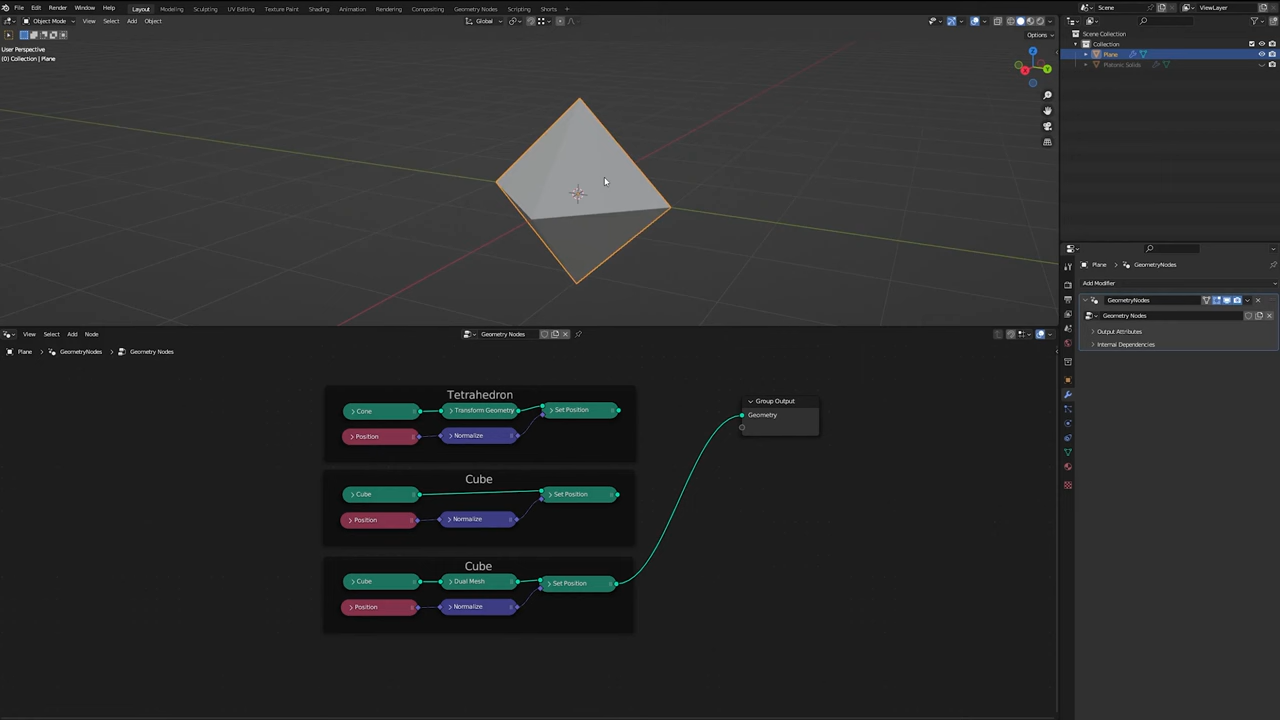 File Edit Render Window Help Layout Modeling Sculpting UV Editing Texture Paint Shading Animation Rendering Compositing Geometry Nodes Scripting Shorts + Scene ViewLayer
Object Mode View Select Add Object Global Options
User Perspective
(0) Collection | Plane
Scene Collection
Collection
Plane
Platonic Solids
X
Y
Z
Plane GeometryNodes
Add Modifier
GeometryNodes
Geometry Nodes
Output Attributes
Internal Dependencies
View Select Add Node Geometry Nodes
Plane GeometryNodes Geometry Nodes
Tetrahedron
Cone Transform Geometry Set Position
Position Normalize
Group Output
Geometry
Cube
Cube Set Position
Position Normalize
Cube
Cube Dual Mesh Set Position
Position Normalize